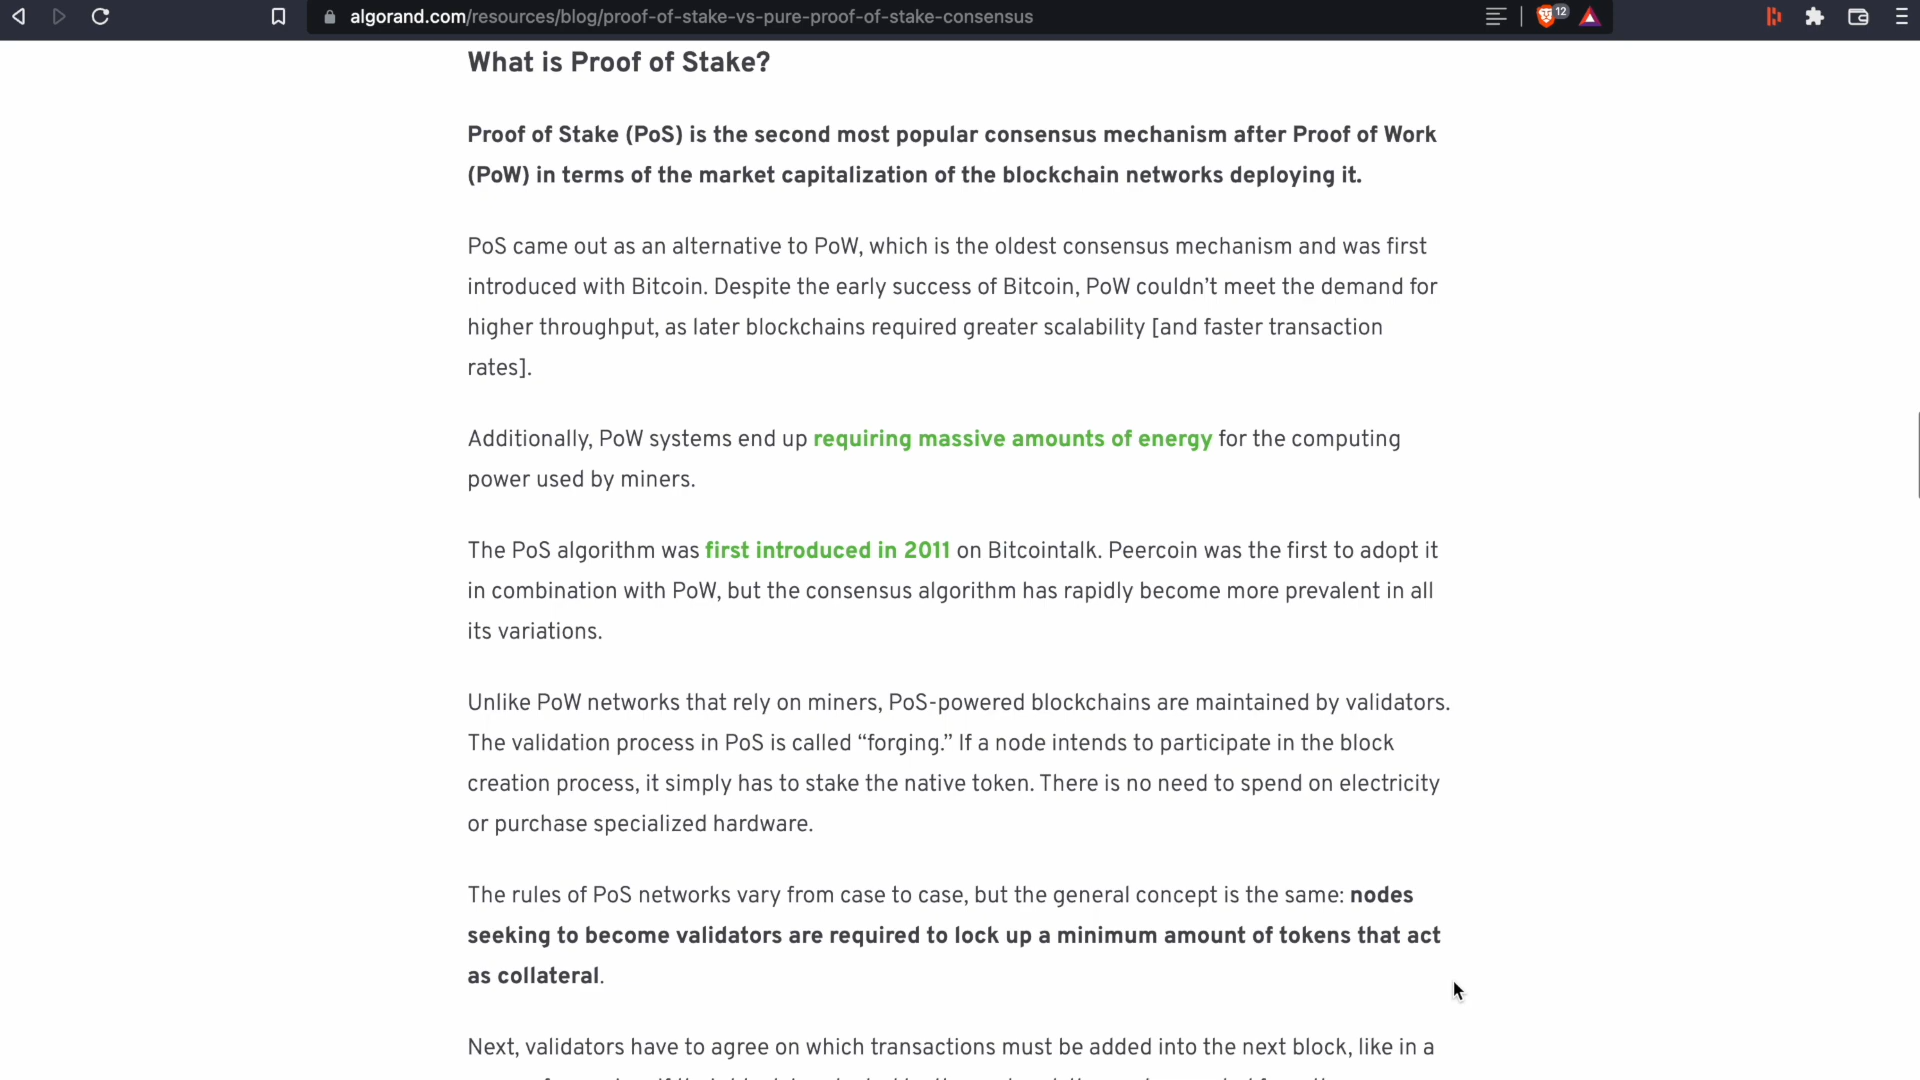 algorand.com/resources/blog/proof-of-stake-vs-pure-proof-of-stake-consensus
12
What is Proof of Stake?
Proof of Stake (PoS) is the second most popular consensus mechanism after Proof of Work
(PoW) in terms of the market capitalization of the blockchain networks deploying it.
PoS came out as an alternative to PoW, which is the oldest consensus mechanism and was first
introduced with Bitcoin. Despite the early success of Bitcoin, PoW couldn’t meet the demand for
higher throughput, as later blockchains required greater scalability [and faster transaction
rates].
Additionally, PoW systems end up requiring massive amounts of energy for the computing
power used by miners.
The PoS algorithm was first introduced in 2011 on Bitcointalk. Peercoin was the first to adopt it
in combination with PoW, but the consensus algorithm has rapidly become more prevalent in all
its variations.
Unlike PoW networks that rely on miners, PoS-powered blockchains are maintained by validators.
The validation process in PoS is called “forging.” If a node intends to participate in the block
creation process, it simply has to stake the native token. There is no need to spend on electricity
or purchase specialized hardware.
The rules of PoS networks vary from case to case, but the general concept is the same: nodes
seeking to become validators are required to lock up a minimum amount of tokens that act
as collateral.
Next, validators have to agree on which transactions must be added into the next block, like in a